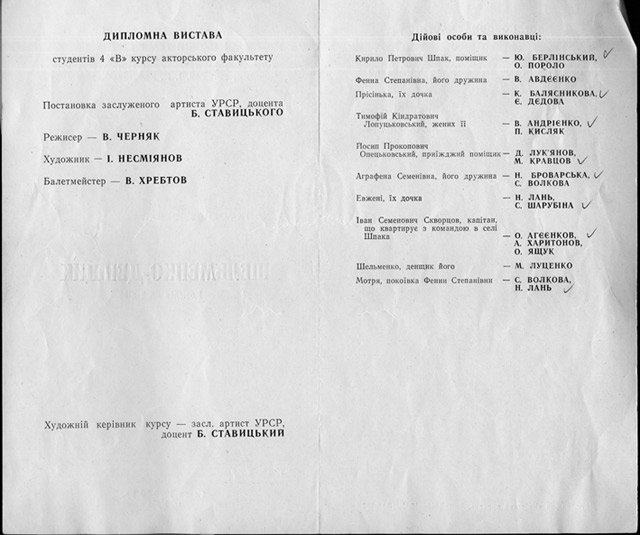 ДИПЛОМНА ВИСТАВА
студентів 4 «В» курсу акторського факультету
Постановка заслуженого артиста УРСР, доцента
Б. СТАВИЦЬКОГО
Режисер — В. ЧЕРНЯК
Художник — І. НЕСМІЯНОВ
Балетмейстер — В. ХРЕБТОВ
Художній керівник курсу — засл. артист УРСР,
доцент Б. СТАВИЦЬКИЙ
Дійові особи та виконавці:
Кирило Петрович Шпак, поміщик — Ю. БЕРЛІНСЬКИЙ,
О. ПОРОЛО
Фенна Степанівна, його дружина — В. АВДЄЄНКО
Прісінька, їх дочка — К. БАЛЯСНИКОВА,
Є. ДЄДОВА
Тимофій Кіндратович
Лопуцьковський, жених її — В. АНДРІЄНКО,
П. КИСЛЯК
Йосип Прокопович
Опецьковський, приїжджий поміщик — Д. ЛУК'ЯНОВ,
М. КРАВЦОВ
Аграфена Семенівна, його дружина — Н. БРОВАРСЬКА,
С. ВОЛКОВА
Евжені, їх дочка — Н. ЛАНЬ,
С. ШАРУБІНА
Іван Семенович Скворцов, капітан,
що квартирує з командою в селі
Шпака — О. АГЄЄНКОВ,
А. ХАРИТОНОВ,
О. ЯЩУК
Шельменко, денщик його — М. ЛУЦЕНКО
Мотря, покоївка Фенни Степанівни — С. ВОЛКОВА,
Н. ЛАНЬ